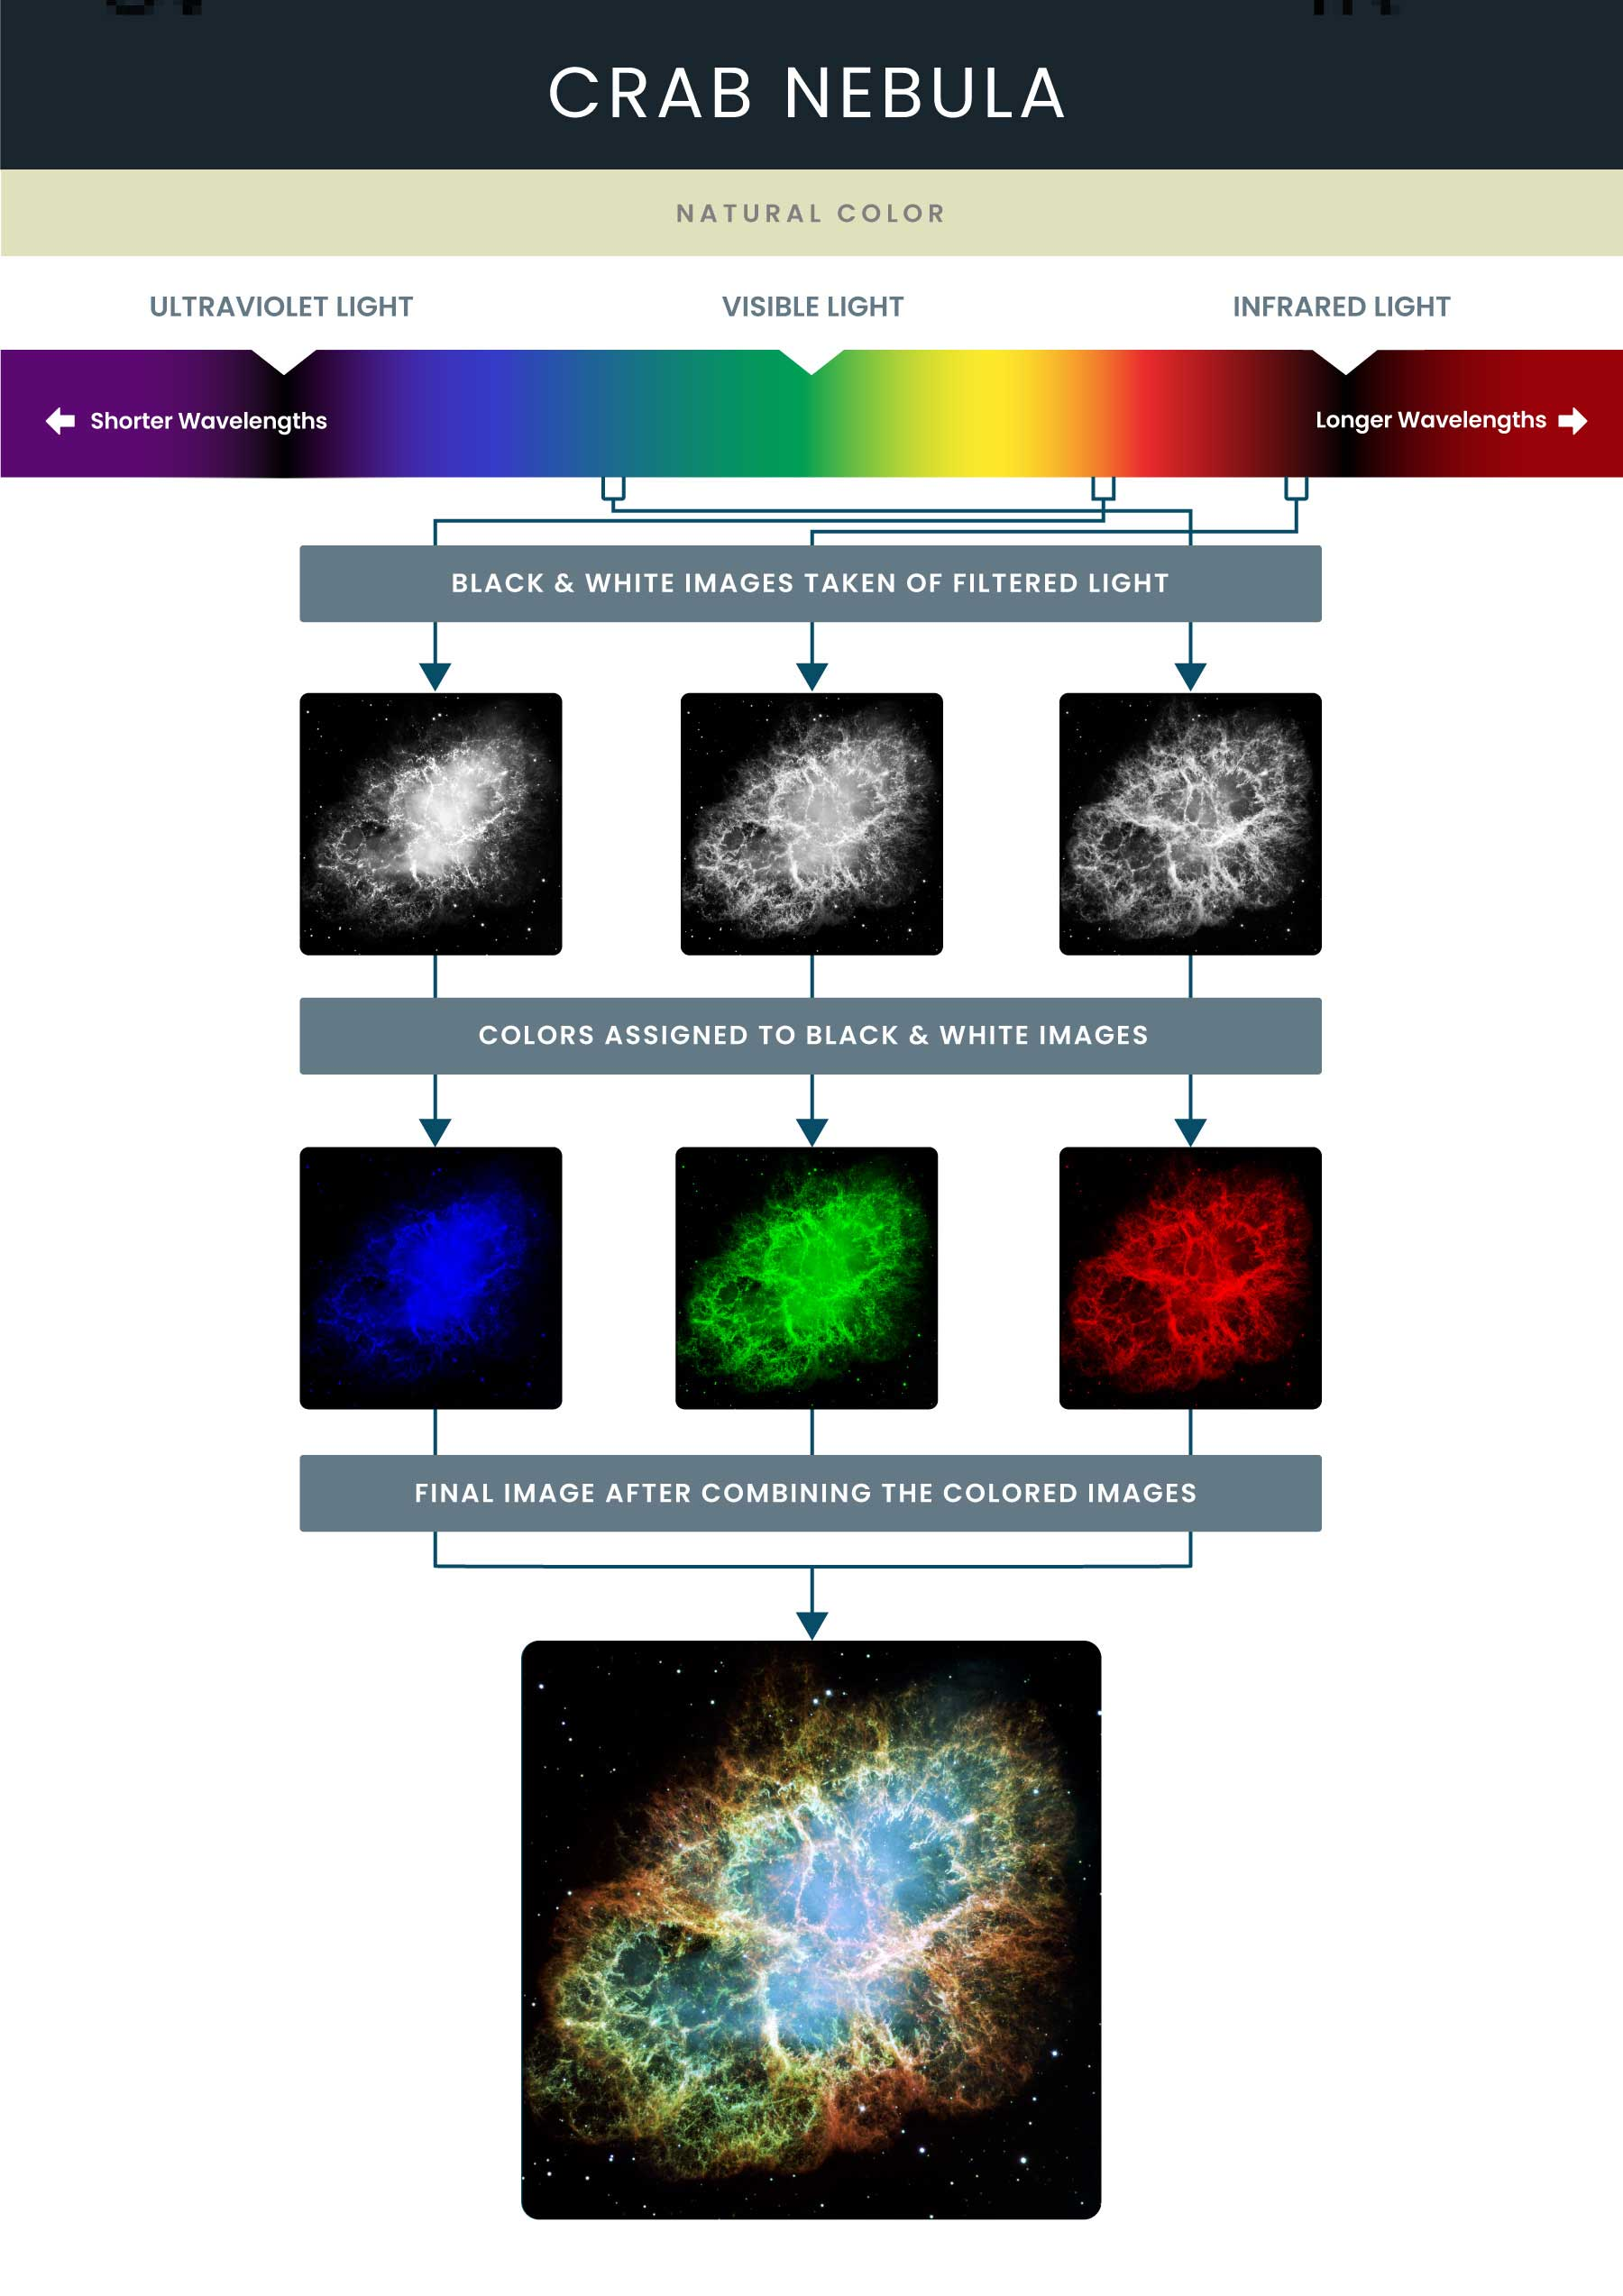 CRAB NEBULA
NATURAL COLOR
ULTRAVIOLET LIGHT
VISIBLE LIGHT
INFRARED LIGHT
Shorter Wavelengths
Longer Wavelengths
BLACK & WHITE IMAGES TAKEN OF FILTERED LIGHT
COLORS ASSIGNED TO BLACK & WHITE IMAGES
FINAL IMAGE AFTER COMBINING THE COLORED IMAGES